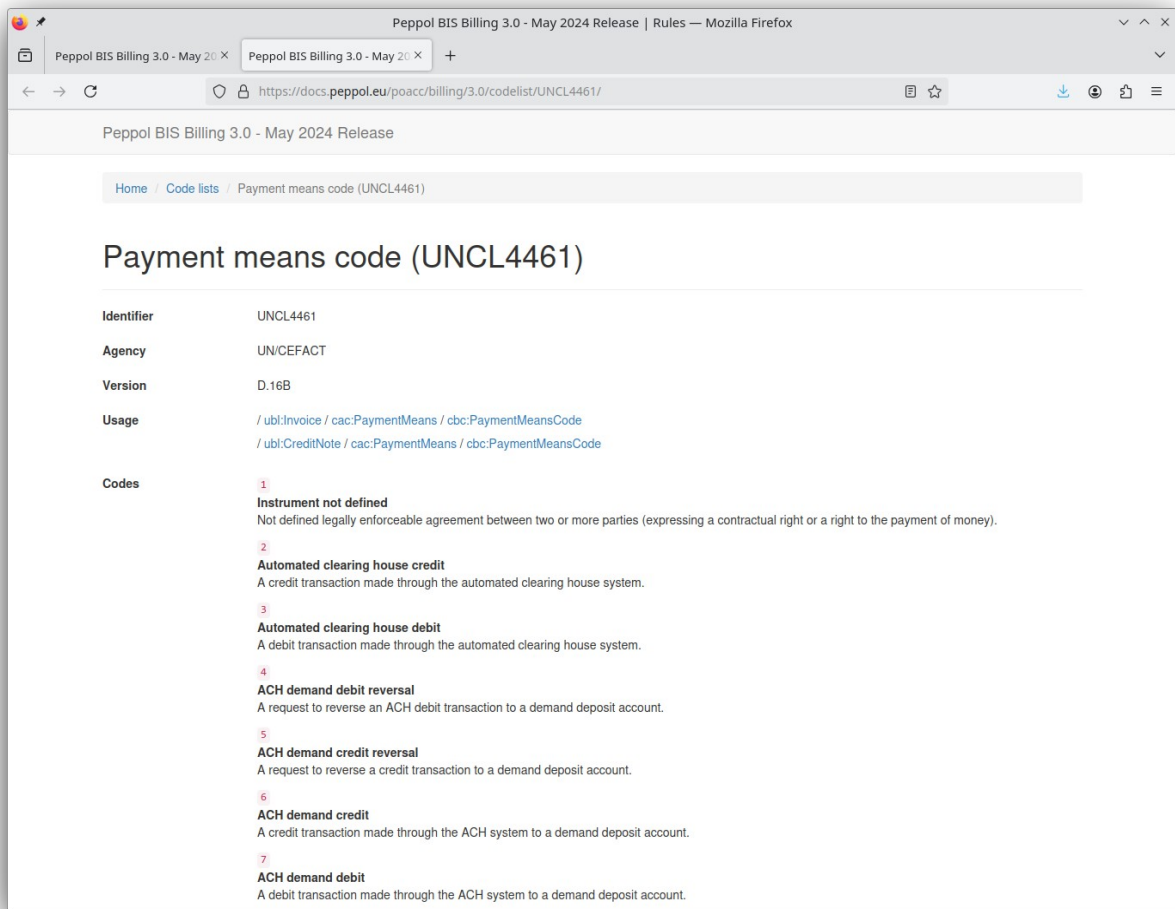 Peppol BIS Billing 3.0 - May 2024 Release | Rules — Mozilla Firefox
Peppol BIS Billing 3.0 - May 20
Peppol BIS Billing 3.0 - May 20
https://docs.peppol.eu/poacc/billing/3.0/codelist/UNCL4461/
Peppol BIS Billing 3.0 - May 2024 Release
Home / Code lists / Payment means code (UNCL4461)
Payment means code (UNCL4461)
Identifier UNCL4461
Agency UN/CEFACT
Version D.16B
Usage / ubl:Invoice / cac:PaymentMeans / cbc:PaymentMeansCode
/ ubl:CreditNote / cac:PaymentMeans / cbc:PaymentMeansCode
Codes 1
Instrument not defined
Not defined legally enforceable agreement between two or more parties (expressing a contractual right or a right to the payment of money).
2
Automated clearing house credit
A credit transaction made through the automated clearing house system.
3
Automated clearing house debit
A debit transaction made through the automated clearing house system.
4
ACH demand debit reversal
A request to reverse an ACH debit transaction to a demand deposit account.
5
ACH demand credit reversal
A request to reverse a credit transaction to a demand deposit account.
6
ACH demand credit
A credit transaction made through the ACH system to a demand deposit account.
7
ACH demand debit
A debit transaction made through the ACH system to a demand deposit account.